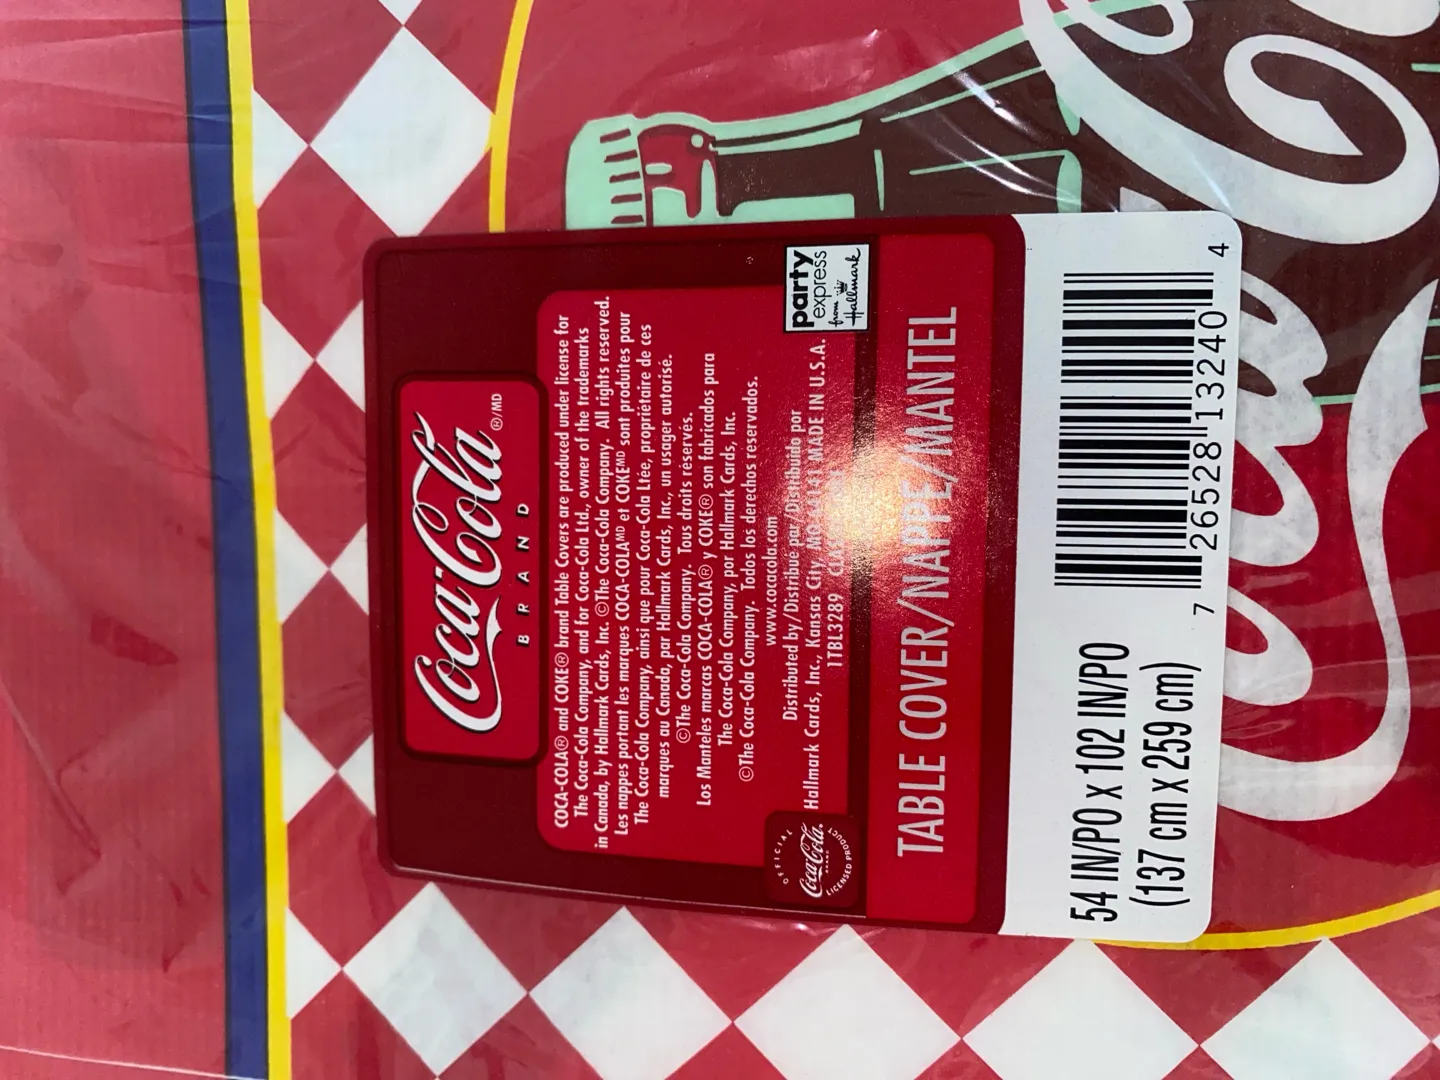 Coca-Cola ®/MD
BRAND
COCA-COLA® and COKE® brand Table Covers are produced under license for
The Coca-Cola Company, and for Coca-Cola Ltd., owner of the trademarks
in Canada, by Hallmark Cards, Inc. ©The Coca-Cola Company. All rights reserved.
Les nappes portant les marques COCA-COLAᴹᴰ et COKEᴹᴰ sont produites pour
The Coca-Cola Company, ainsi que pour Coca-Cola Ltée, propriétaire de ces
marques au Canada, par Hallmark Cards, Inc., un usager autorisé.
©The Coca-Cola Company. Tous droits réservés.
Los Manteles marcas COCA-COLA® y COKE® son fabricados para
The Coca-Cola Company, por Hallmark Cards, Inc.
©The Coca-Cola Company. Todos los derechos reservados.
www.cocacola.com
Distributed by/Distribué par/Distribuido por
Hallmark Cards, Inc., Kansas City, MO MADE IN U.S.A.
1TBL3289
OFFICIAL
Coca-Cola
BRAND
LICENSED PRODUCT
party
express
from
Hallmark
TABLE COVER/NAPPE/MANTEL
54 IN/PO x 102 IN/PO
(137 cm x 259 cm)
7 26528 13240 4